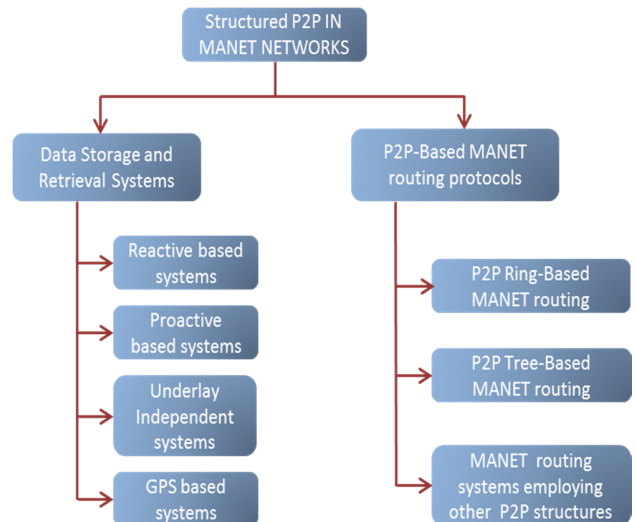 Structured P2P IN
MANET NETWORKS
Data Storage and
Retrieval Systems
Reactive based
systems
Proactive
based systems
Underlay
Independent
systems
GPS based
systems
P2P-Based MANET
routing protocols
P2P Ring-Based
MANET routing
P2P Tree-Based
MANET routing
MANET routing
systems employing
other P2P structures